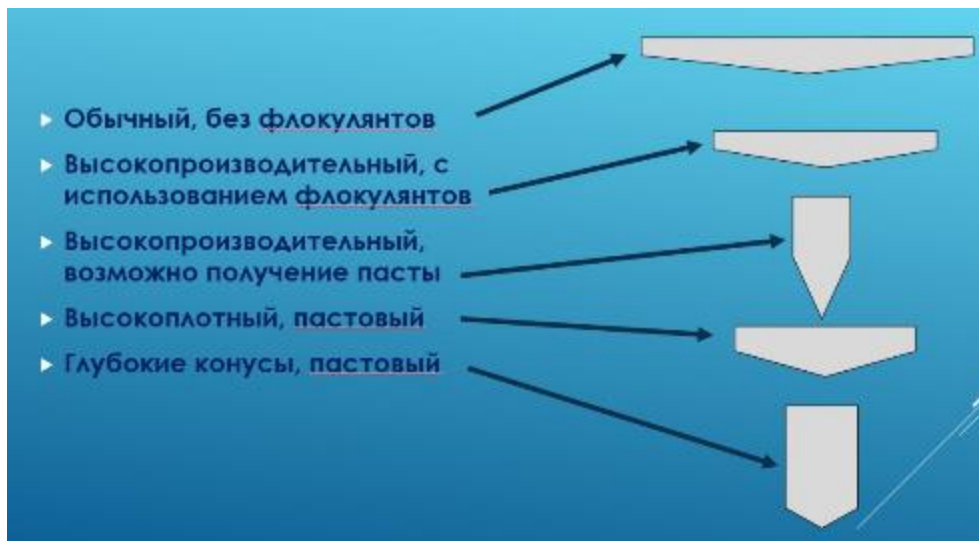 Обычный, без флокулянтов
Высокопроизводительный, с
использованием флокулянтов
Высокопроизводительный,
возможно получение пасты
Высокоплотный, пастовый
Глубокие конусы, пастовый